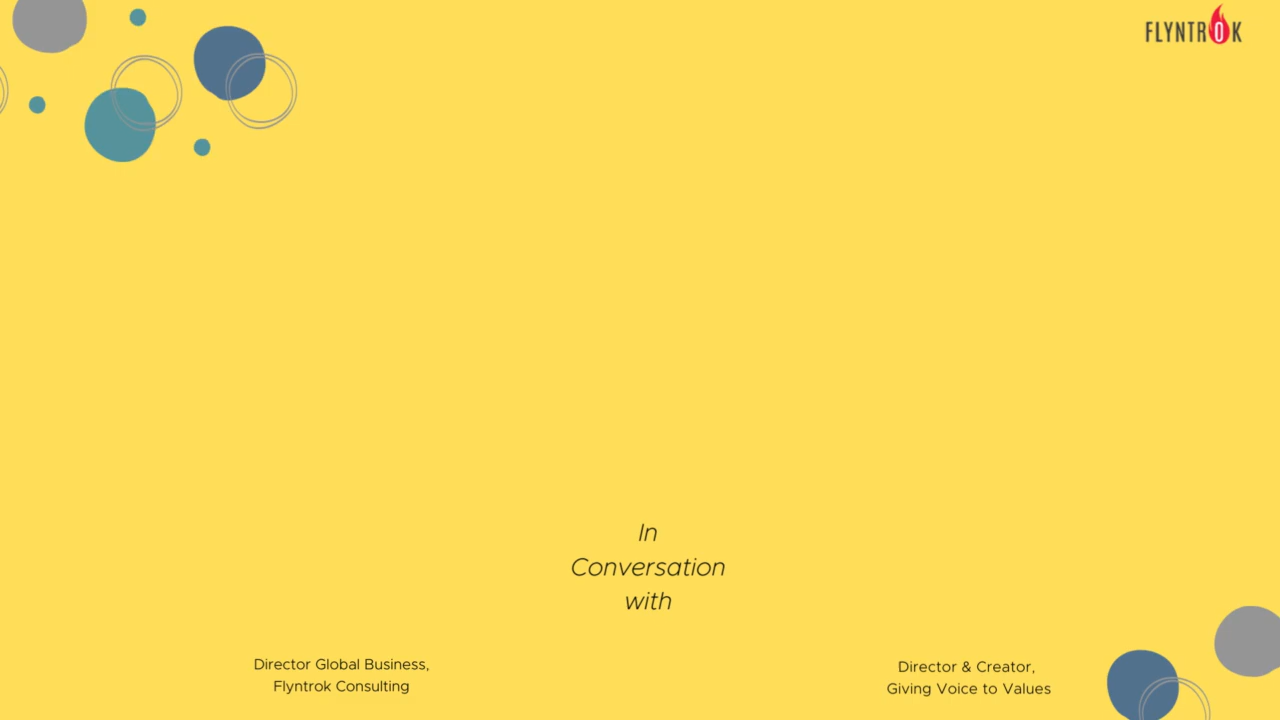 FLYNTROK
In
Conversation
with
Director Global Business,
Flyntrok Consulting
Director & Creator,
Giving Voice to Values